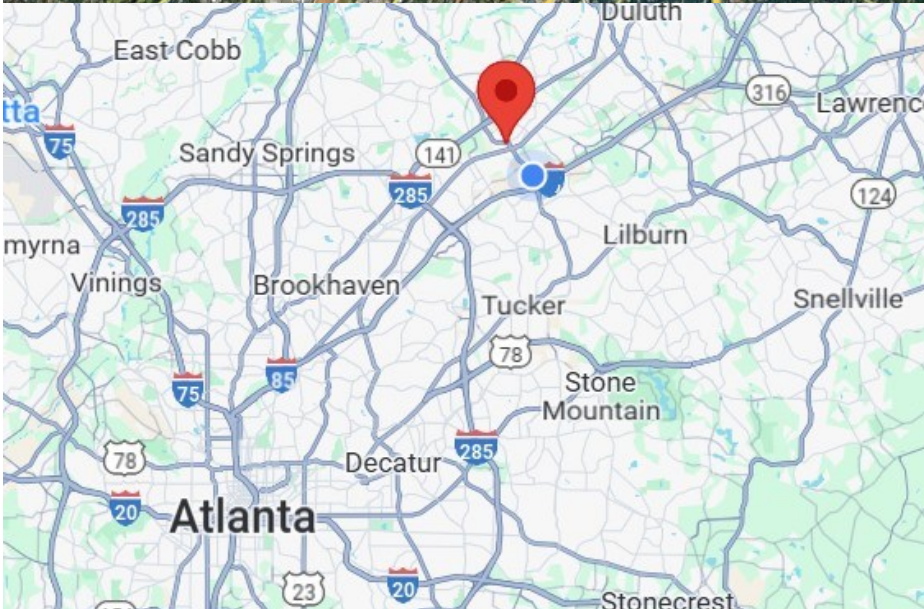 Duluth
East Cobb
316
Lawrenc
tta
75
141
Sandy Springs
285
124
285
myrna
Lilburn
Vinings
Brookhaven
Tucker
Snellville
78
85
75
Stone
Mountain
285
78
Decatur
20
Atlanta
20
23
Stonecrest